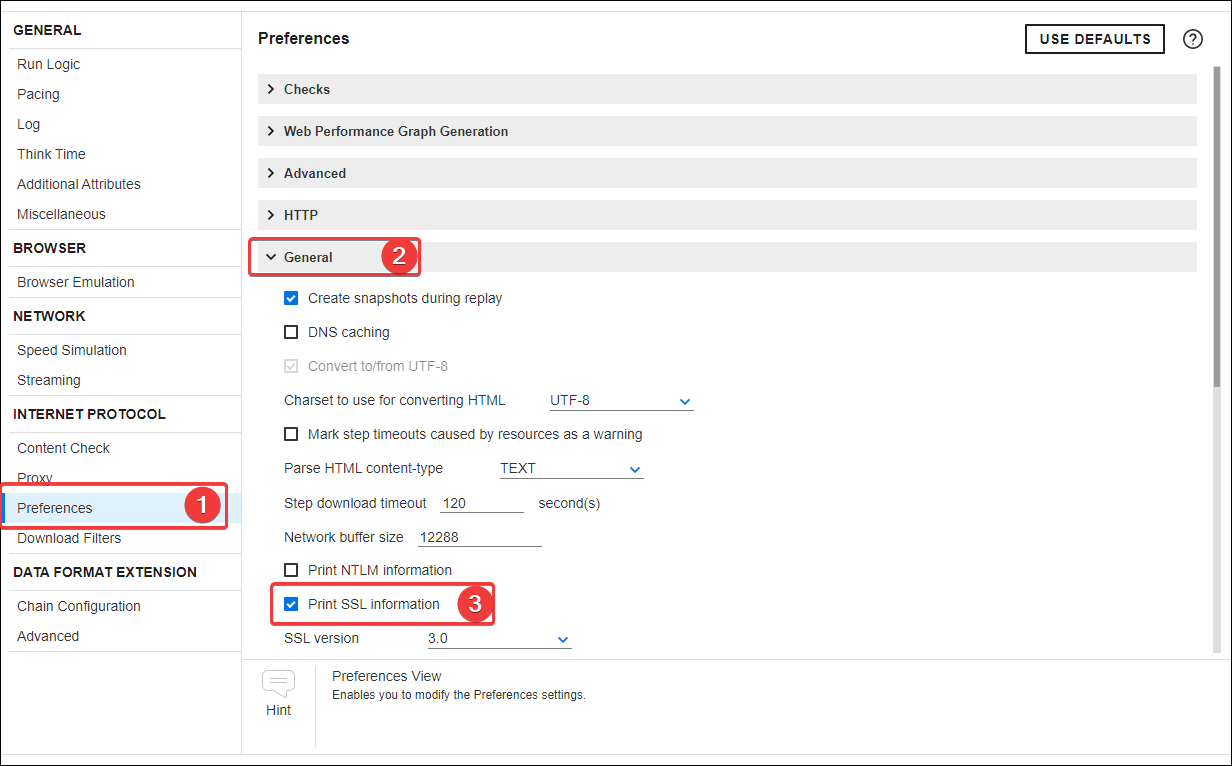 GENERAL
Run Logic
Pacing
Log
Think Time
Additional Attributes
Miscellaneous
BROWSER
Browser Emulation
NETWORK
Speed Simulation
Streaming
INTERNET PROTOCOL
Content Check
Proxy
Preferences 1
Download Filters
DATA FORMAT EXTENSION
Chain Configuration
Advanced
Preferences
USE DEFAULTS ?
Checks
Web Performance Graph Generation
Advanced
HTTP
General 2
Create snapshots during replay
DNS caching
Convert to/from UTF-8
Charset to use for converting HTML UTF-8
Mark step timeouts caused by resources as a warning
Parse HTML content-type TEXT
Step download timeout 120 second(s)
Network buffer size 12288
Print NTLM information
Print SSL information 3
SSL version 3.0
Hint
Preferences View
Enables you to modify the Preferences settings.